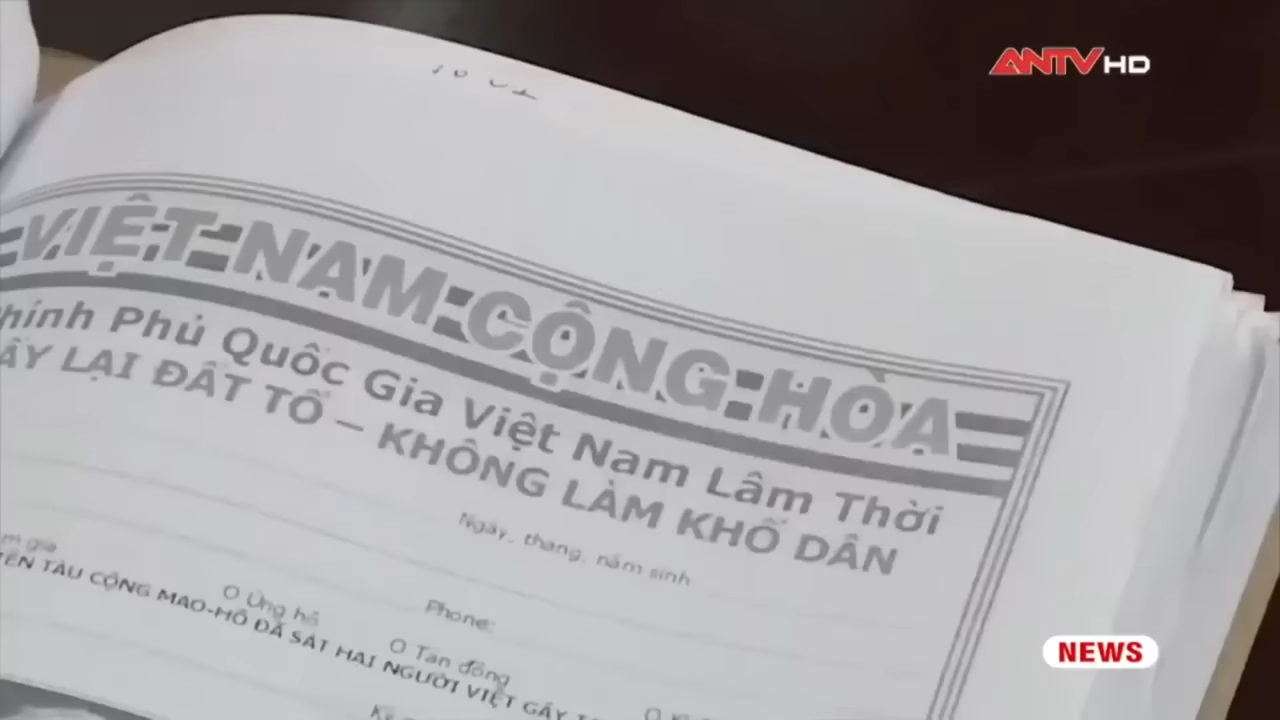 ANTV HD
VIỆT NAM CỘNG HÒA
hính Phủ Quốc Gia Việt Nam Lâm Thời
ẤY LẠI ĐẤT TỔ – KHÔNG LÀM KHỔ DÂN
Ngày, thang, năm sinh
m gia
O Ủng hộ
Phone:
ÊN TÀU CỘNG MAO-HỒ ĐÃ SÁT HẠI NGƯỜI VIỆT GÂY
O Tán đồng
NEWS